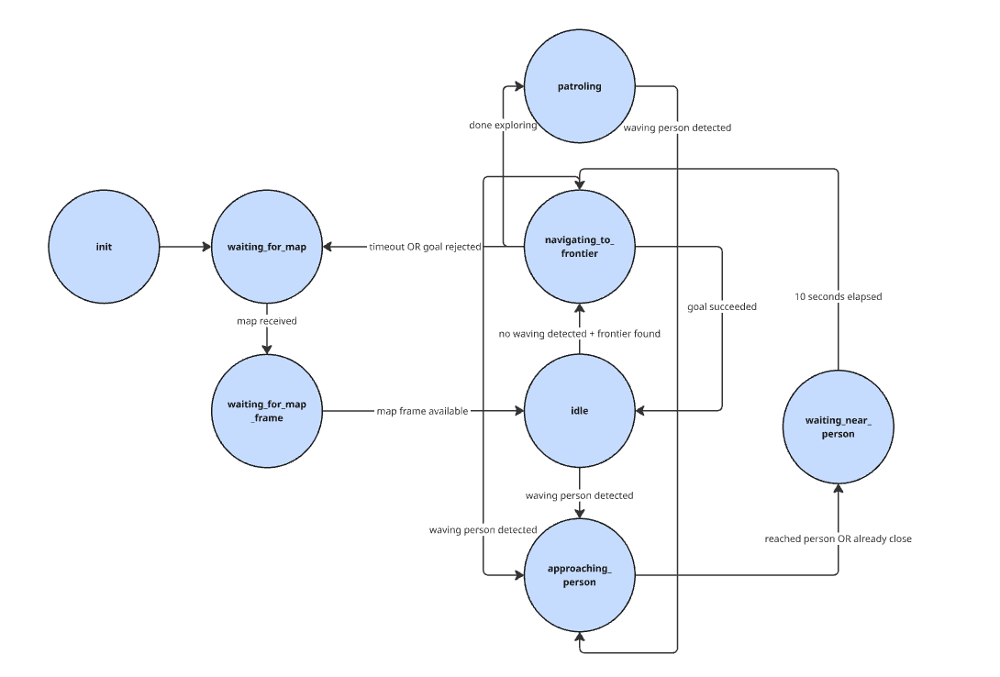 patroling
done exploring
waving person detected
init
waiting_for_map
timeout OR goal rejected
navigating_to_
frontier
10 seconds elapsed
goal succeeded
map received
no waving detected + frontier found
waiting_for_map
_frame
map frame available
idle
waiting_near_
person
waving person detected
waving person detected
reached person OR already close
approaching_
person